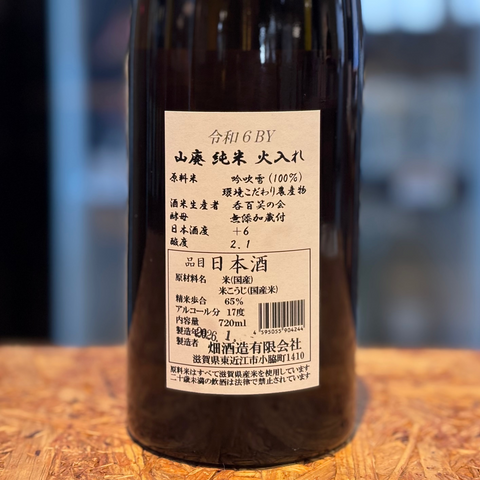 令和6BY
山廃 純米 火入れ
原料米 吟吹雪(100%)
環境こだわり農産物
酒米生産者 呑百笑の会
酵母 無添加蔵付
日本酒度 +6
酸度 2.1
品目 日本酒
原材料名 米(国産)
米こうじ(国産米)
精米歩合 65%
アルコール分 17度
内容量 720ml
製造年 2026.1.
製造者 畑酒造有限会社
滋賀県東近江市小脇町1410
原料米はすべて滋賀県産米を使用しています
二十歳未満の飲酒は法律で禁止されています。
4595055904244